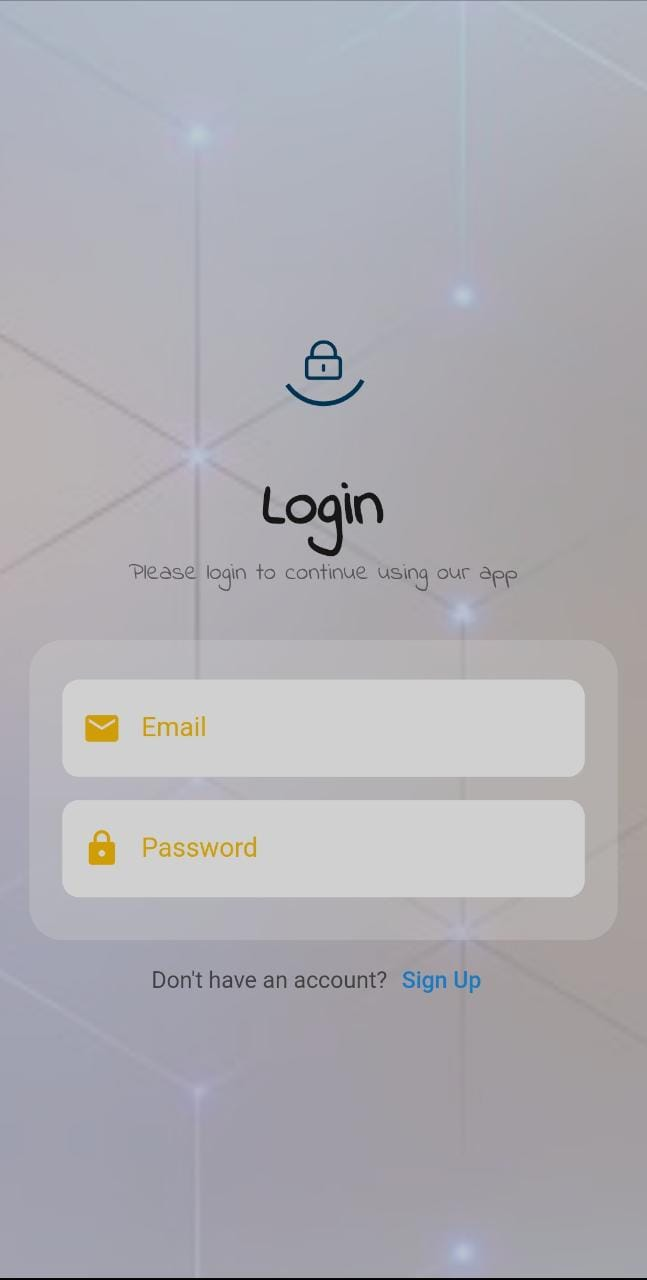 Login
Please login to continue using our app
Email
Password
Don't have an account? Sign Up